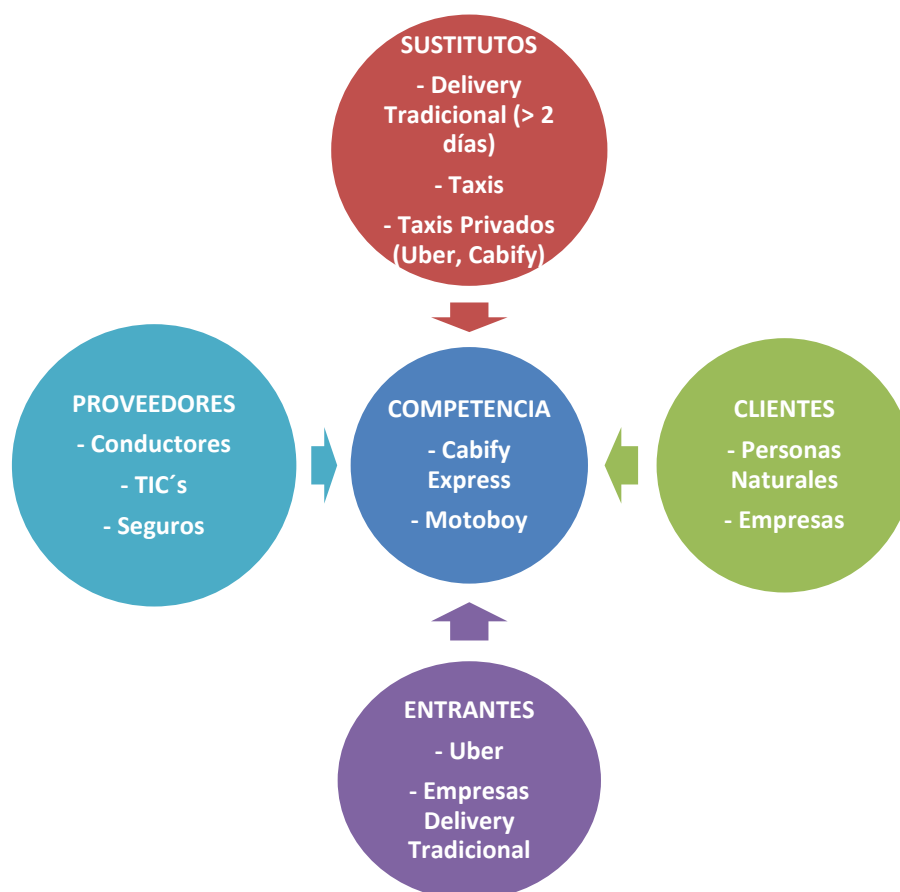 SUSTITUTOS
- Delivery
Tradicional (> 2
días)
- Taxis
- Taxis Privados
(Uber, Cabify)
PROVEEDORES
- Conductores
- TIC´s
- Seguros
COMPETENCIA
- Cabify
Express
- Motoboy
CLIENTES
- Personas
Naturales
- Empresas
ENTRANTES
- Uber
- Empresas
Delivery
Tradicional